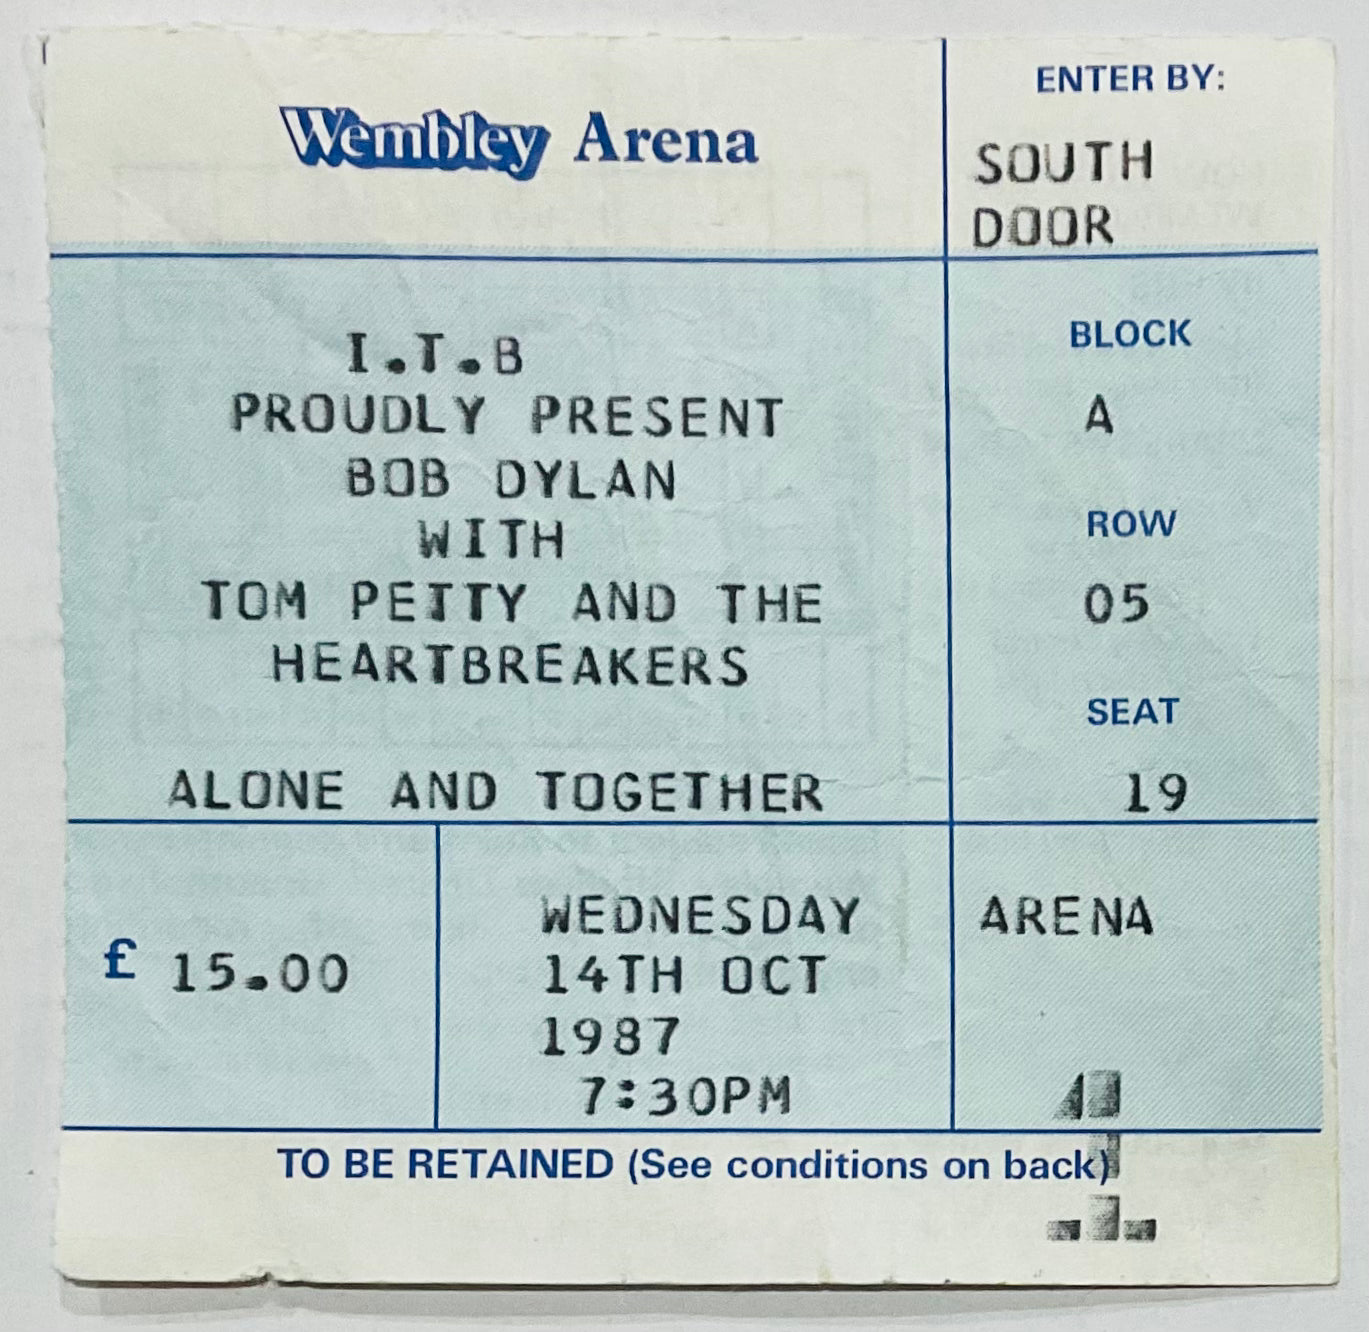 Wembley Arena
ENTER BY:
SOUTH
DOOR
I.T.B
PROUDLY PRESENT
BOB DYLAN
WITH
TOM PETTY AND THE
HEARTBREAKERS
ALONE AND TOGETHER
BLOCK
A
ROW
05
SEAT
19
£ 15.00
WEDNESDAY
14TH OCT
1987
7:30PM
ARENA
TO BE RETAINED (See conditions on back)